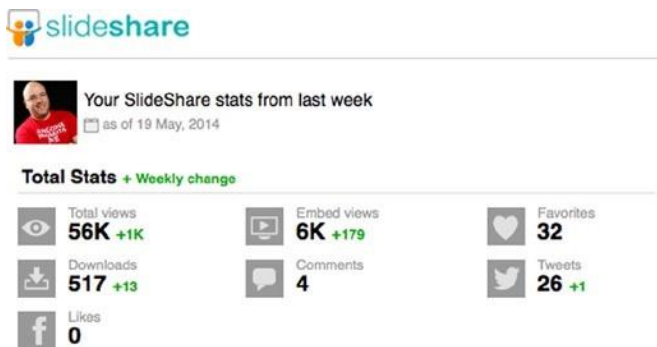 slideshare
Your SlideShare stats from last week
as of 19 May, 2014
Total Stats + Weekly change
Total views
56K +1K
Embed views
6K +179
Favorites
32
Downloads
517 +13
Comments
4
Tweets
26 +1
Likes
0